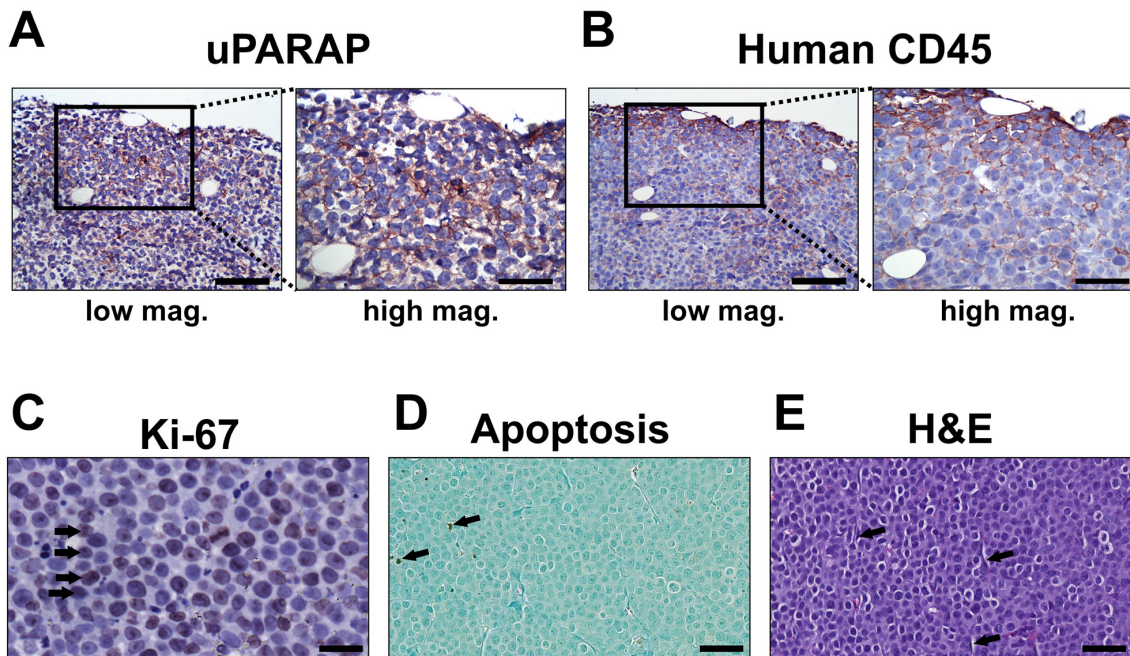 A
uPARAP
B
Human CD45
low mag.
high mag.
low mag.
high mag.
C
Ki-67
D
Apoptosis
E
H&E